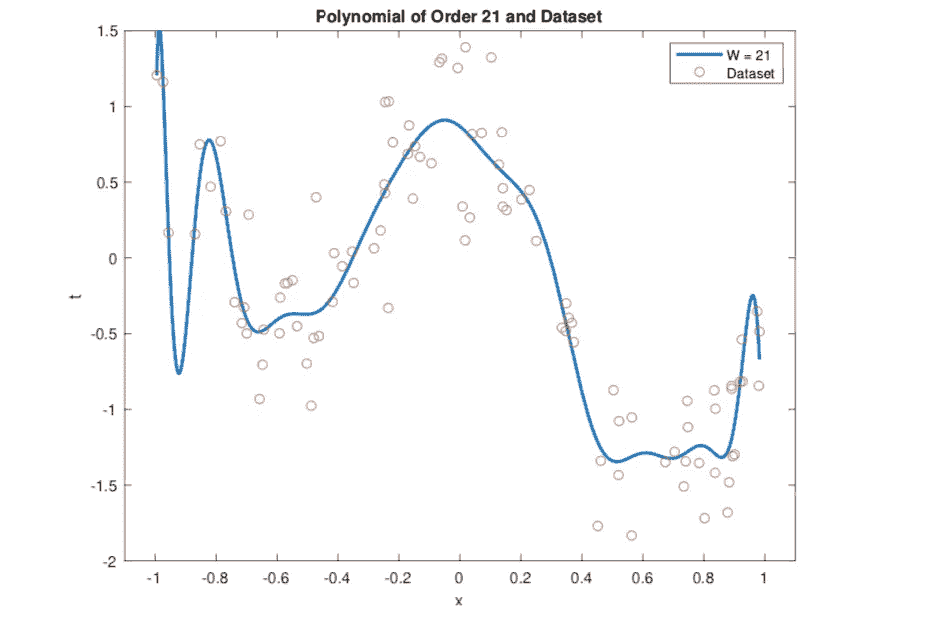 Polynomial of Order 21 and Dataset
1.5
W = 21
Dataset
1
0.5
0
t
-0.5
-1
-1.5
-2
-1 -0.8 -0.6 -0.4 -0.2 0 0.2 0.4 0.6 0.8 1
x